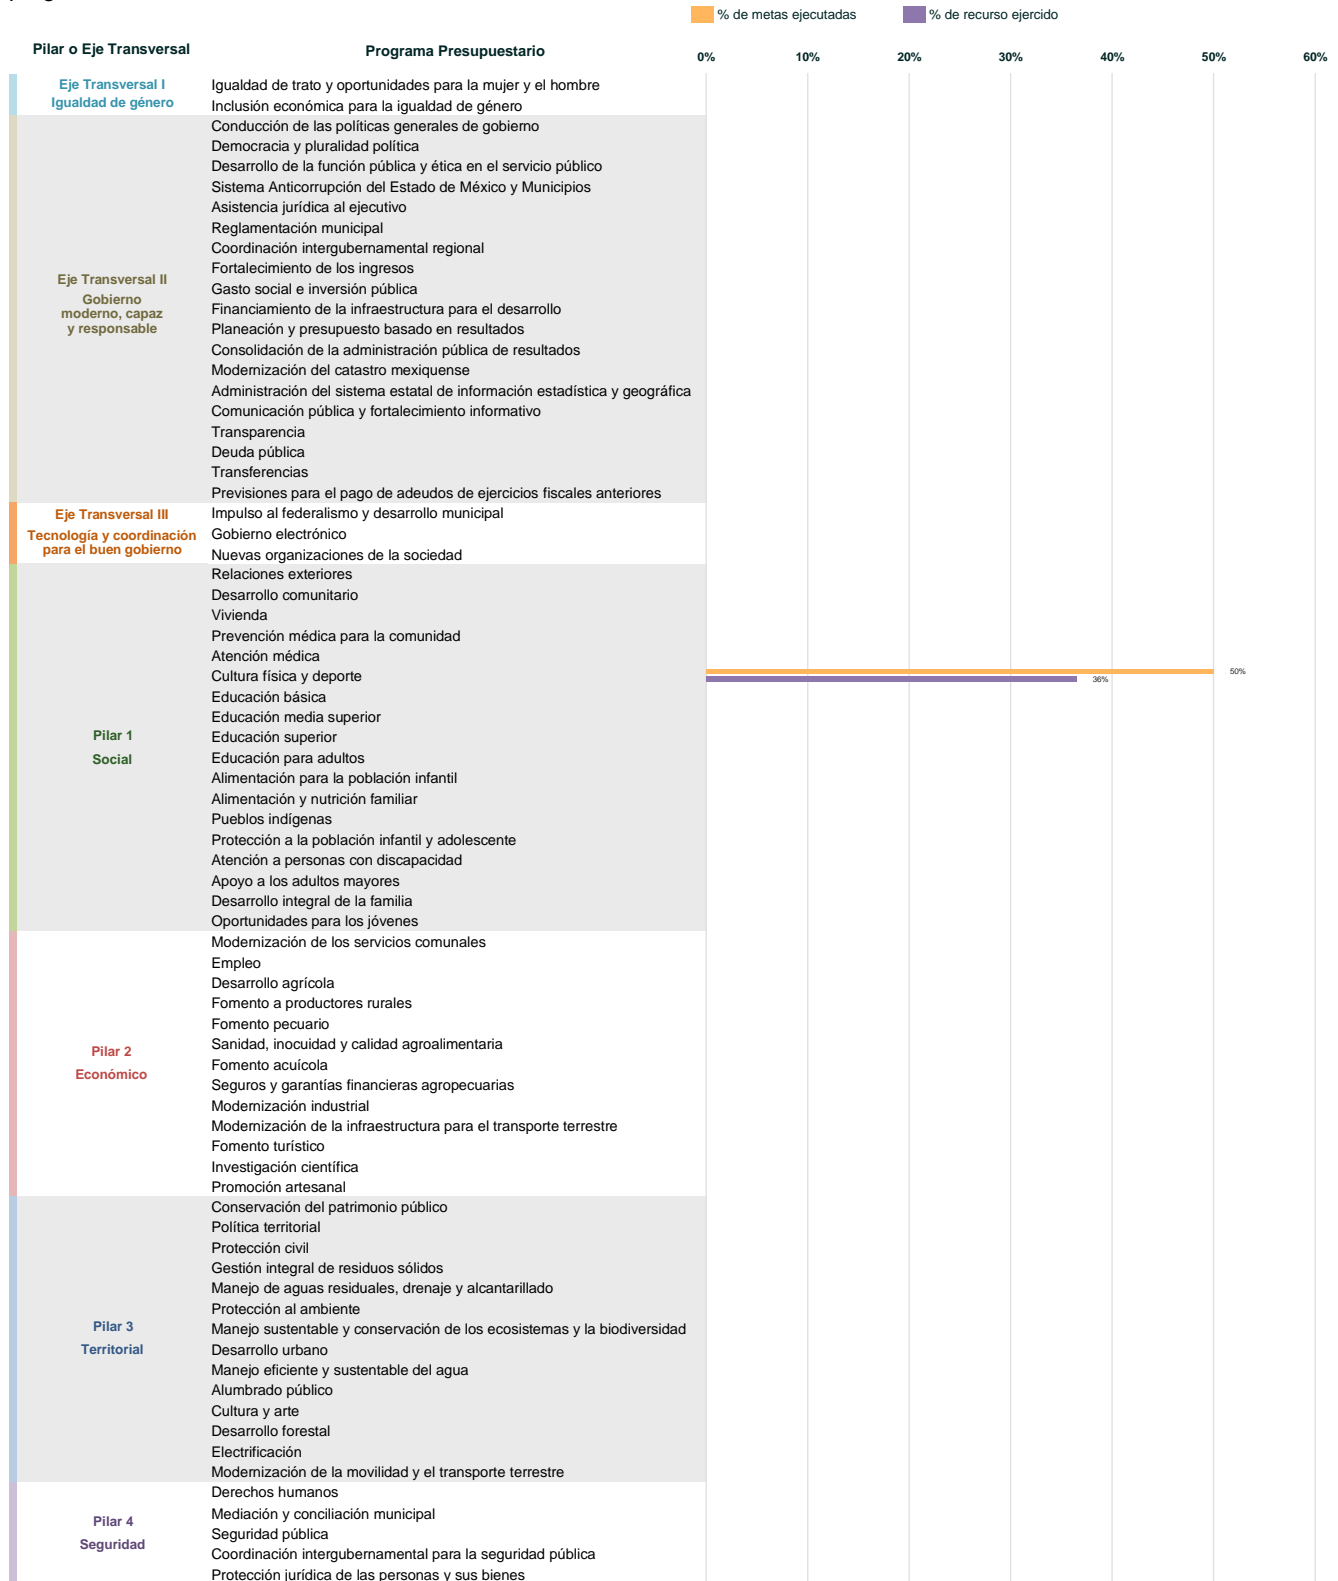 % de metas ejecutadas % de recurso ejercido
Pilar o Eje Transversal Programa Presupuestario 0% 10% 20% 30% 40% 50% 60%
Eje Transversal I
Igualdad de género
Igualdad de trato y oportunidades para la mujer y el hombre
Inclusión económica para la igualdad de género
Eje Transversal II
Gobierno
moderno, capaz
y responsable
Conducción de las políticas generales de gobierno
Democracia y pluralidad política
Desarrollo de la función pública y ética en el servicio público
Sistema Anticorrupción del Estado de México y Municipios
Asistencia jurídica al ejecutivo
Reglamentación municipal
Coordinación intergubernamental regional
Fortalecimiento de los ingresos
Gasto social e inversión pública
Financiamiento de la infraestructura para el desarrollo
Planeación y presupuesto basado en resultados
Consolidación de la administración pública de resultados
Modernización del catastro mexiquense
Administración del sistema estatal de información estadística y geográfica
Comunicación pública y fortalecimiento informativo
Transparencia
Deuda pública
Transferencias
Previsiones para el pago de adeudos de ejercicios fiscales anteriores
Eje Transversal III
Tecnología y coordinación
para el buen gobierno
Impulso al federalismo y desarrollo municipal
Gobierno electrónico
Nuevas organizaciones de la sociedad
Pilar 1
Social
Relaciones exteriores
Desarrollo comunitario
Vivienda
Prevención médica para la comunidad
Atención médica
Cultura física y deporte
50%
36%
Educación básica
Educación media superior
Educación superior
Educación para adultos
Alimentación para la población infantil
Alimentación y nutrición familiar
Pueblos indígenas
Protección a la población infantil y adolescente
Atención a personas con discapacidad
Apoyo a los adultos mayores
Desarrollo integral de la familia
Oportunidades para los jóvenes
Pilar 2
Económico
Modernización de los servicios comunales
Empleo
Desarrollo agrícola
Fomento a productores rurales
Fomento pecuario
Sanidad, inocuidad y calidad agroalimentaria
Fomento acuícola
Seguros y garantías financieras agropecuarias
Modernización industrial
Modernización de la infraestructura para el transporte terrestre
Fomento turístico
Investigación científica
Promoción artesanal
Pilar 3
Territorial
Conservación del patrimonio público
Política territorial
Protección civil
Gestión integral de residuos sólidos
Manejo de aguas residuales, drenaje y alcantarillado
Protección al ambiente
Manejo sustentable y conservación de los ecosistemas y la biodiversidad
Desarrollo urbano
Manejo eficiente y sustentable del agua
Alumbrado público
Cultura y arte
Desarrollo forestal
Electrificación
Modernización de la movilidad y el transporte terrestre
Pilar 4
Seguridad
Derechos humanos
Mediación y conciliación municipal
Seguridad pública
Coordinación intergubernamental para la seguridad pública
Protección jurídica de las personas y sus bienes